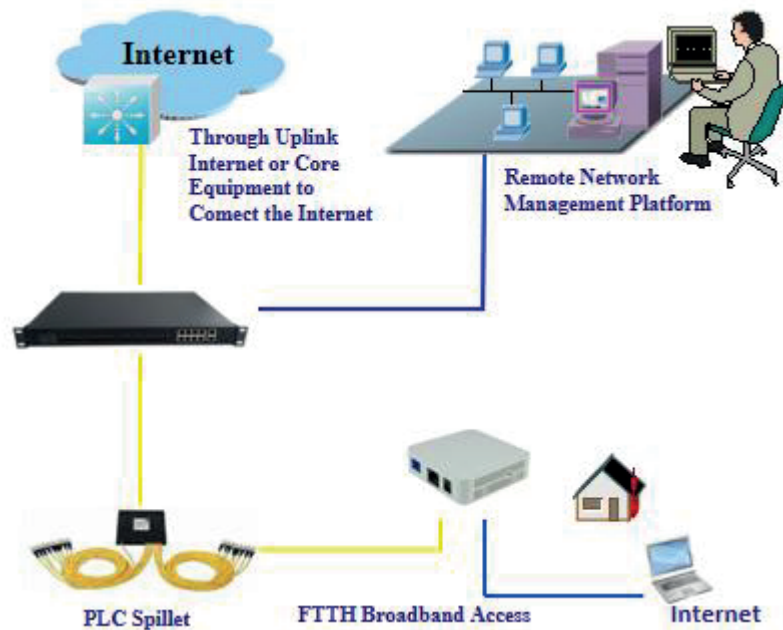 Internet
Through Uplink
Internet or Core
Equipment to
Comect the Internet
Remote Network
Management Platform
PLC Spillet
FTTH Broadband Access
Internet